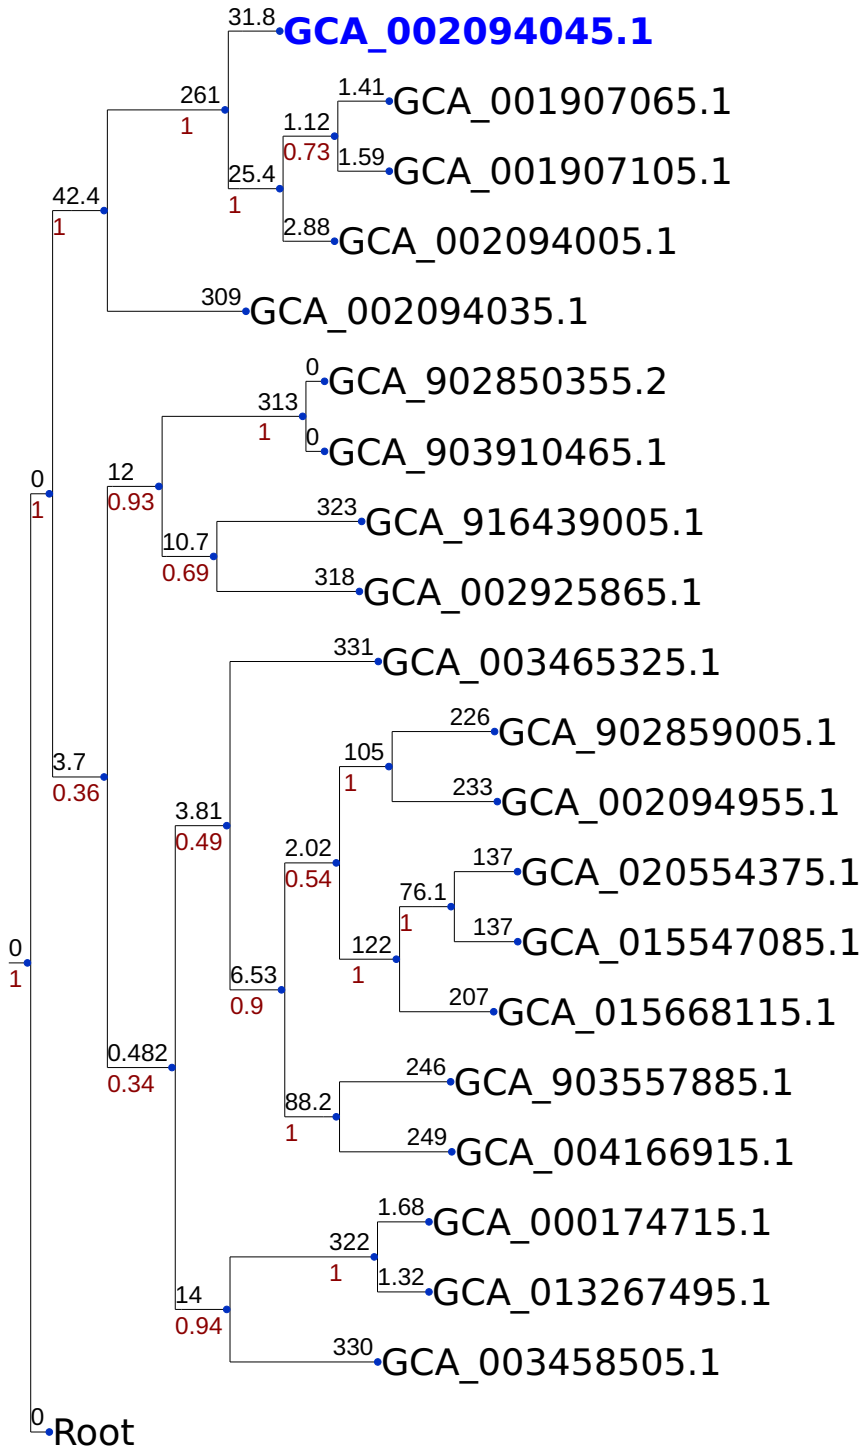 31.8 GCA_002094045.1
261 1.41 GCA_001907065.1
1 1.12
0.73 1.59 GCA_001907105.1
42.4 25.4
1 1 2.88 GCA_002094005.1
309 GCA_002094035.1
0 GCA_902850355.2
313
1 0 GCA_903910465.1
0 12
1 0.93 323 GCA_916439005.1
10.7
0.69 318 GCA_002925865.1
331 GCA_003465325.1
226 GCA_902859005.1
3.7 105
0.36 1 233 GCA_002094955.1
3.81
0.49 2.02 137 GCA_020554375.1
0.54 76.1
1 137 GCA_015547085.1
0 122
1 6.53 1
0.9 207 GCA_015668115.1
0.482 246 GCA_903557885.1
0.34 88.2
1 249 GCA_004166915.1
1.68 GCA_000174715.1
322
1 1.32 GCA_013267495.1
14
0.94 330 GCA_003458505.1
0 Root